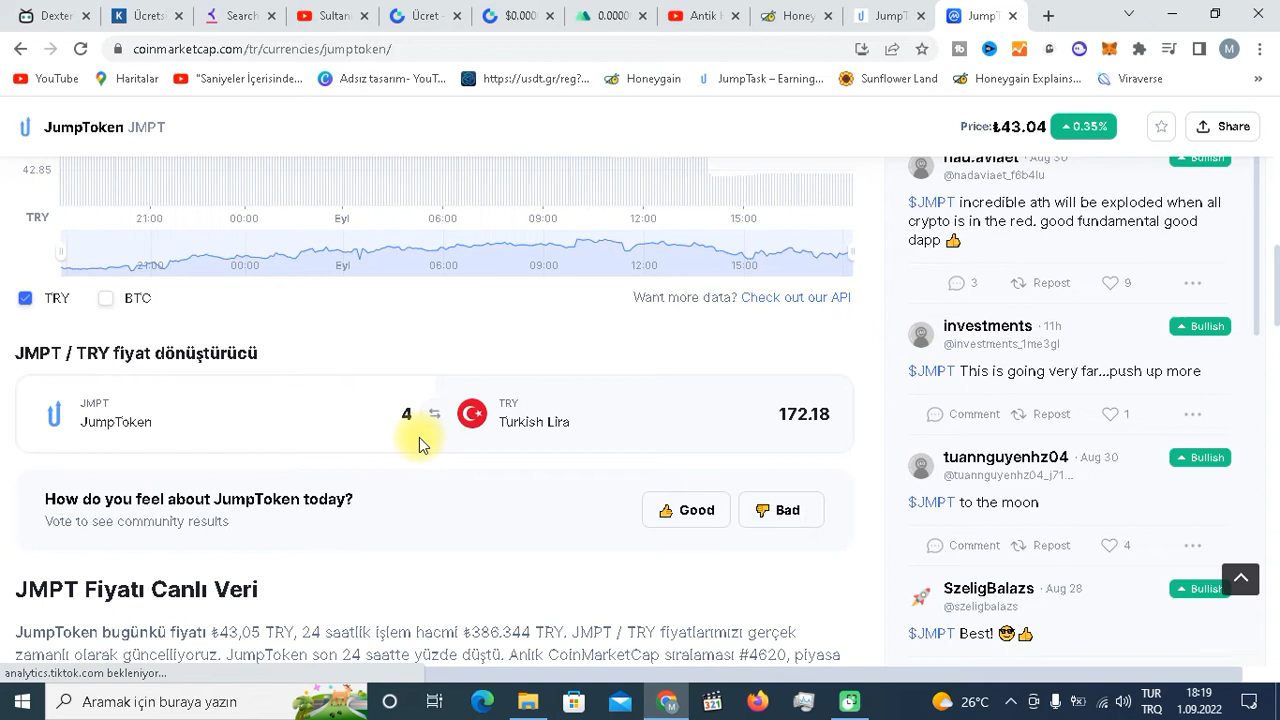 Dexter
Ücrets
Searc
Sultan
Ücret -
$0.000
0.0000
Antik
Honey
JumpT
JumpT
coinmarketcap.com/tr/currencies/jumptoken/
M
YouTube
Haritalar
"Saniyeler İçerisinde...
Adsız tasarım- YouT...
https://usdt.gr/reg?...
Honeygain
JumpTask – Earning...
Sunflower Land
Honeygain Explains...
Viraverse
»
JumpToken JMPT
Price:₺43.04
0.35%
Share
42.85
TRY
21:00
00:00
Eyl
06:00
09:00
12:00
15:00
21:00
00:00
Eyl
06:00
09:00
12:00
15:00
TRY
BTC
Want more data? Check out our API
JMPT / TRY fiyat dönüştürücü
JMPT
JumpToken
4
TRY
Turkish Lira
172.18
How do you feel about JumpToken today?
Vote to see community results
Good
Bad
JMPT Fiyatı Canlı Veri
JumpToken bugünkü fiyatı ₺43,05 TRY, 24 saatlik işlem hacmi ₺386.344 TRY. JMPT / TRY fiyatlarımızı gerçek
zamanlı olarak güncelliyoruz. JumpToken son 24 saatte yüzde düştü. Anlık CoinMarketCap sıralaması #4620, piyasa
nad.aviaet · Aug 30
Bullish
@nadaviaet_f6b4lu
$JMPT incredible ath will be exploded when all
crypto is in the red. good fundamental good
dapp 👍
3
Repost
9
investments · 11h
Bullish
@investments_1me3gl
$JMPT This is going very far...push up more
Comment
Repost
1
tuannguyenhz04 · Aug 30
Bullish
@tuannguyenhz04_j71...
$JMPT to the moon
Comment
Repost
4
SzeligBalazs · Aug 28
Bullish
@szeligbalazs
$JMPT Best! 😎👍
analytics.tiktok.com bekleniyor...
Aramak için buraya yazın
321
26°C
TUR
TRQ
18:19
1.09.2022